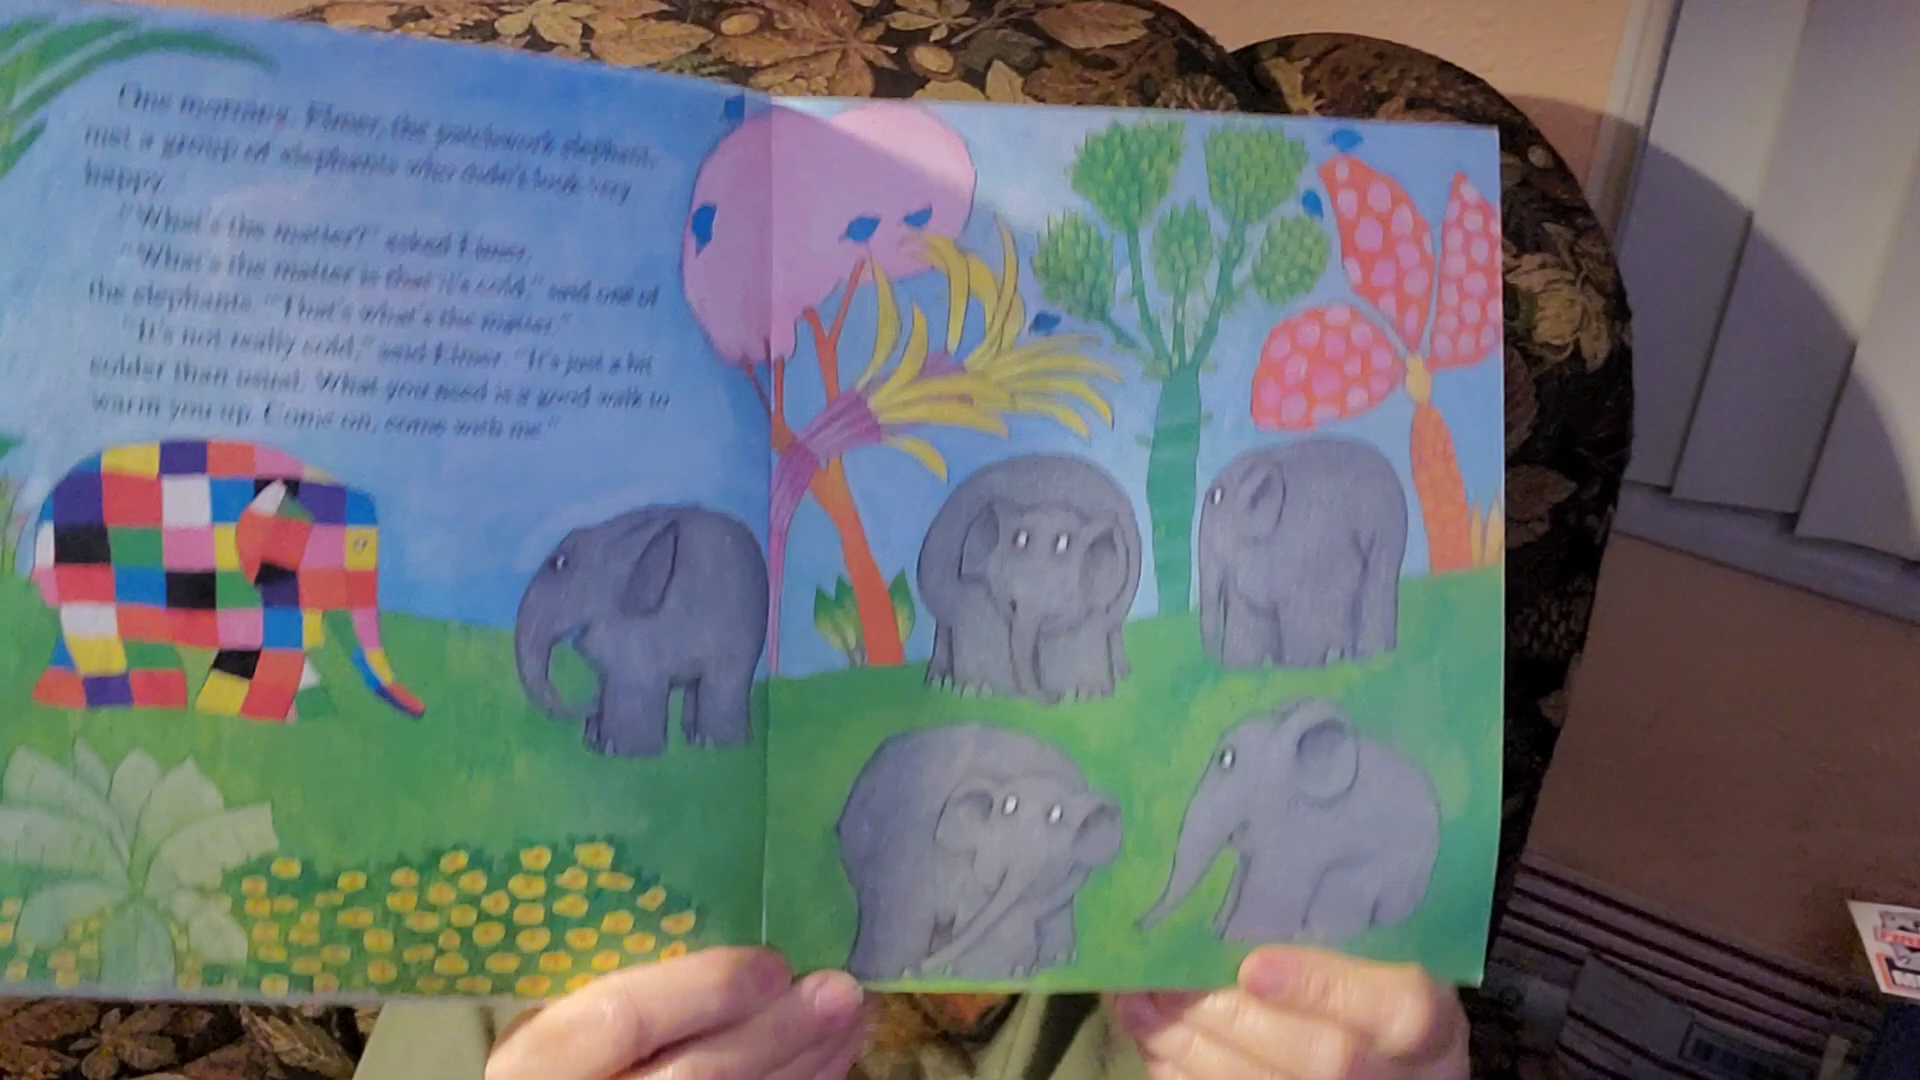 One morning, Elmer, the patchwork elephant,
met a group of elephants who didn't look very
happy.
"What's the matter?" asked Elmer.
"What's the matter is that it's cold," said one of
the elephants. "That's what's the matter."
"It's not really cold," said Elmer. "It's just a bit
colder than usual. What you need is a good walk to
warm you up. Come on, come with me."